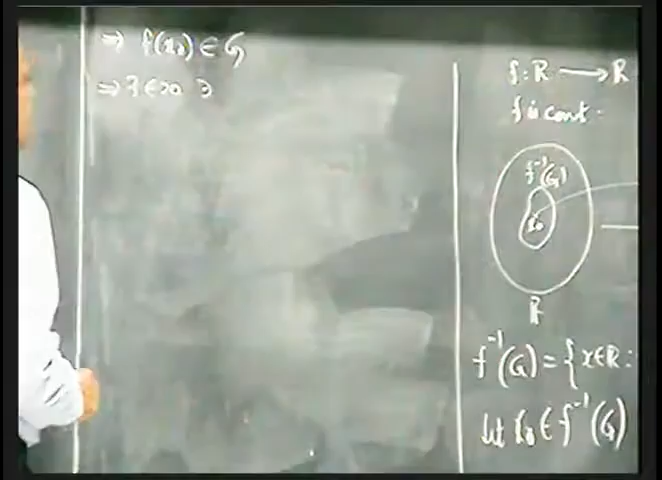 ⇒ f(x₀) ∈ G
⇒ ∃ ε>0 ∋
f: R ⟶ R
f is cont.
f⁻¹(G)
x₀
R
f⁻¹(G) = { x∈R :
let x₀ ∈ f⁻¹(G)